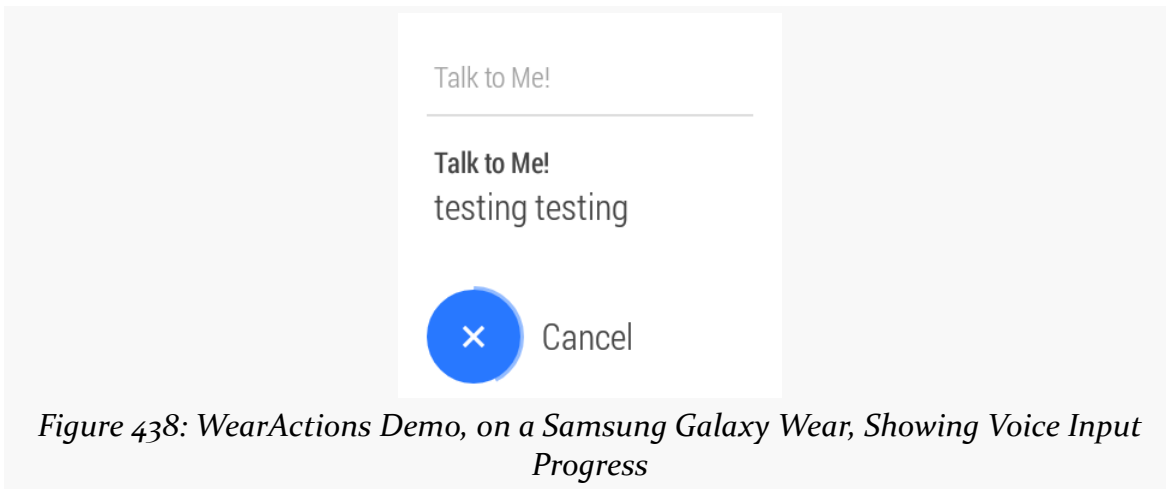 Talk to Me!
Talk to Me!
testing testing
Cancel
Figure 438: WearActions Demo, on a Samsung Galaxy Wear, Showing Voice Input
Progress